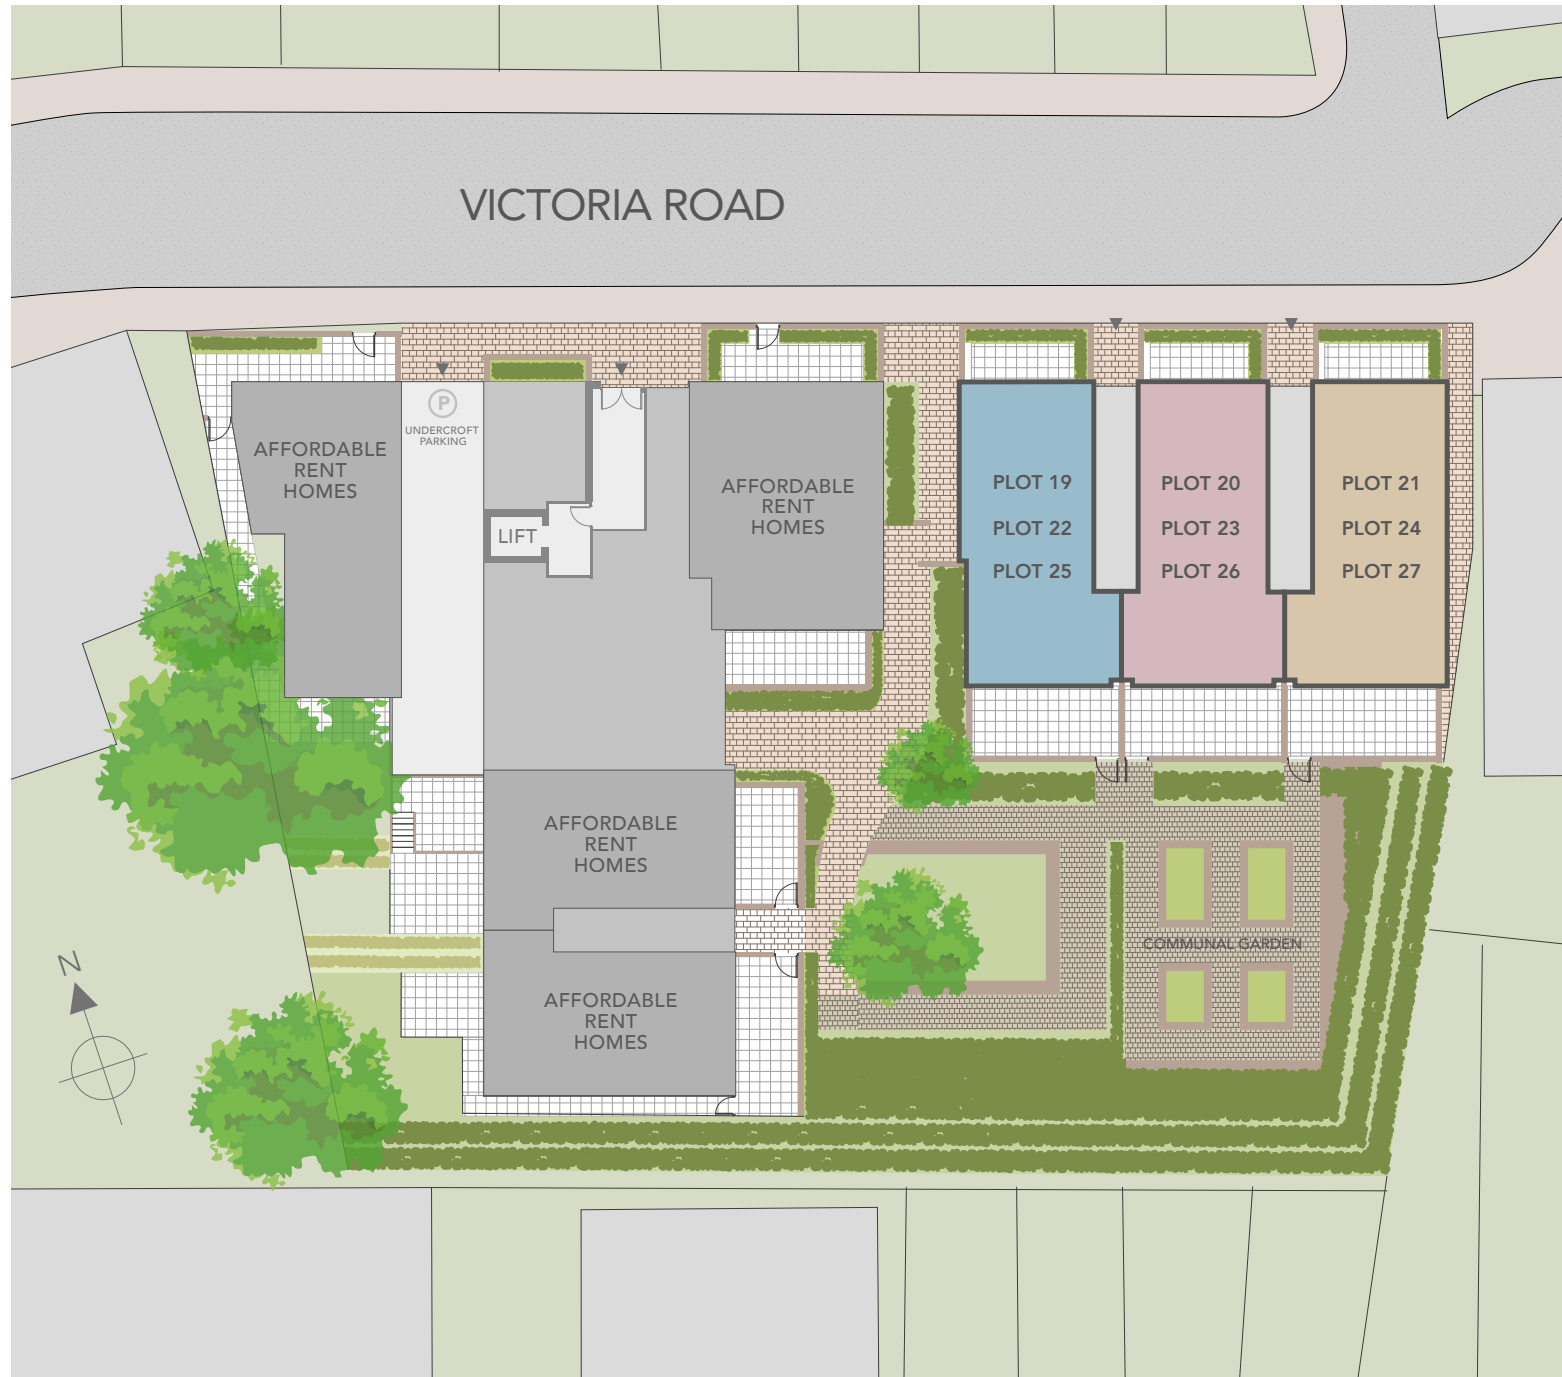 VICTORIA ROAD
AFFORDABLE
RENT
HOMES
P
UNDERCROFT
PARKING
LIFT
AFFORDABLE
RENT
HOMES
PLOT 19
PLOT 22
PLOT 25
PLOT 20
PLOT 23
PLOT 26
PLOT 21
PLOT 24
PLOT 27
AFFORDABLE
RENT
HOMES
COMMUNAL GARDEN
N
AFFORDABLE
RENT
HOMES